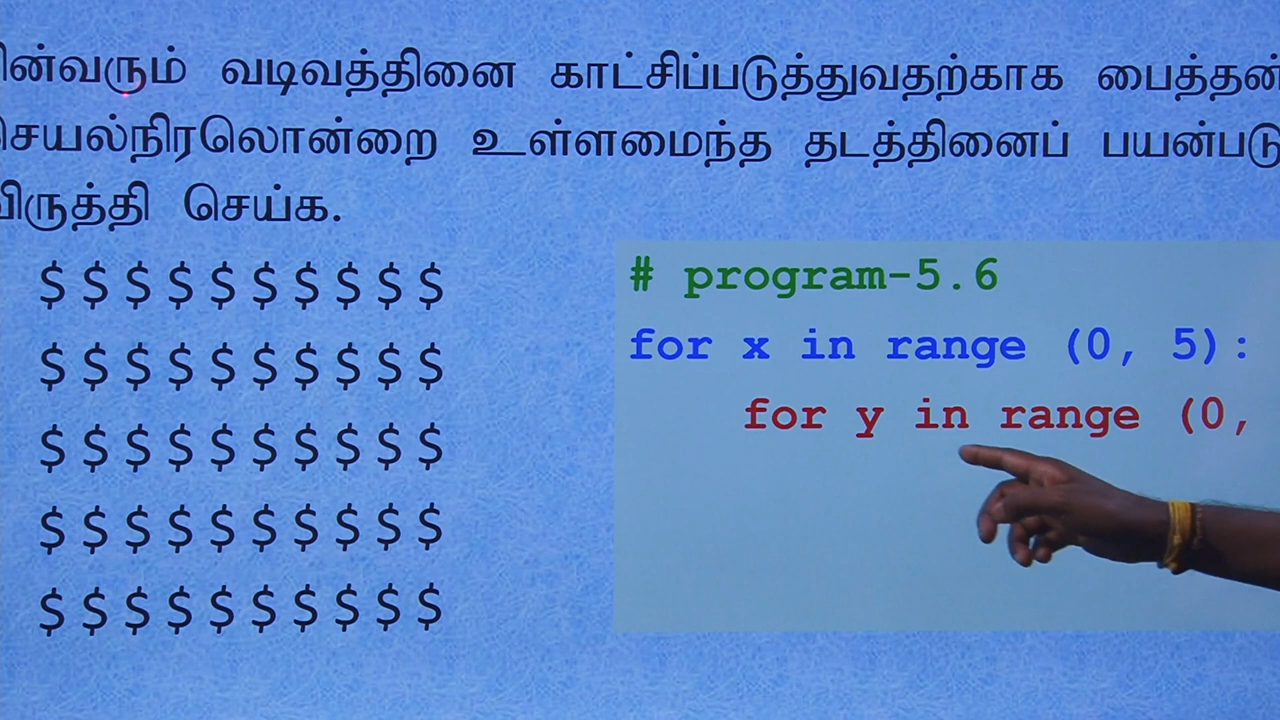 ின்வரும் வடிவத்தினை காட்சிப்படுத்துவதற்காக பைத்தன்
செயல்நிரலொன்றை உள்ளமைந்த தடத்தினைப் பயன்படு
விருத்தி செய்க.
$ $ $ $ $ $ $ $ $ $
$ $ $ $ $ $ $ $ $ $
$ $ $ $ $ $ $ $ $ $
$ $ $ $ $ $ $ $ $ $
$ $ $ $ $ $ $ $ $ $
# program-5.6
for x in range (0, 5):
for y in range (0,